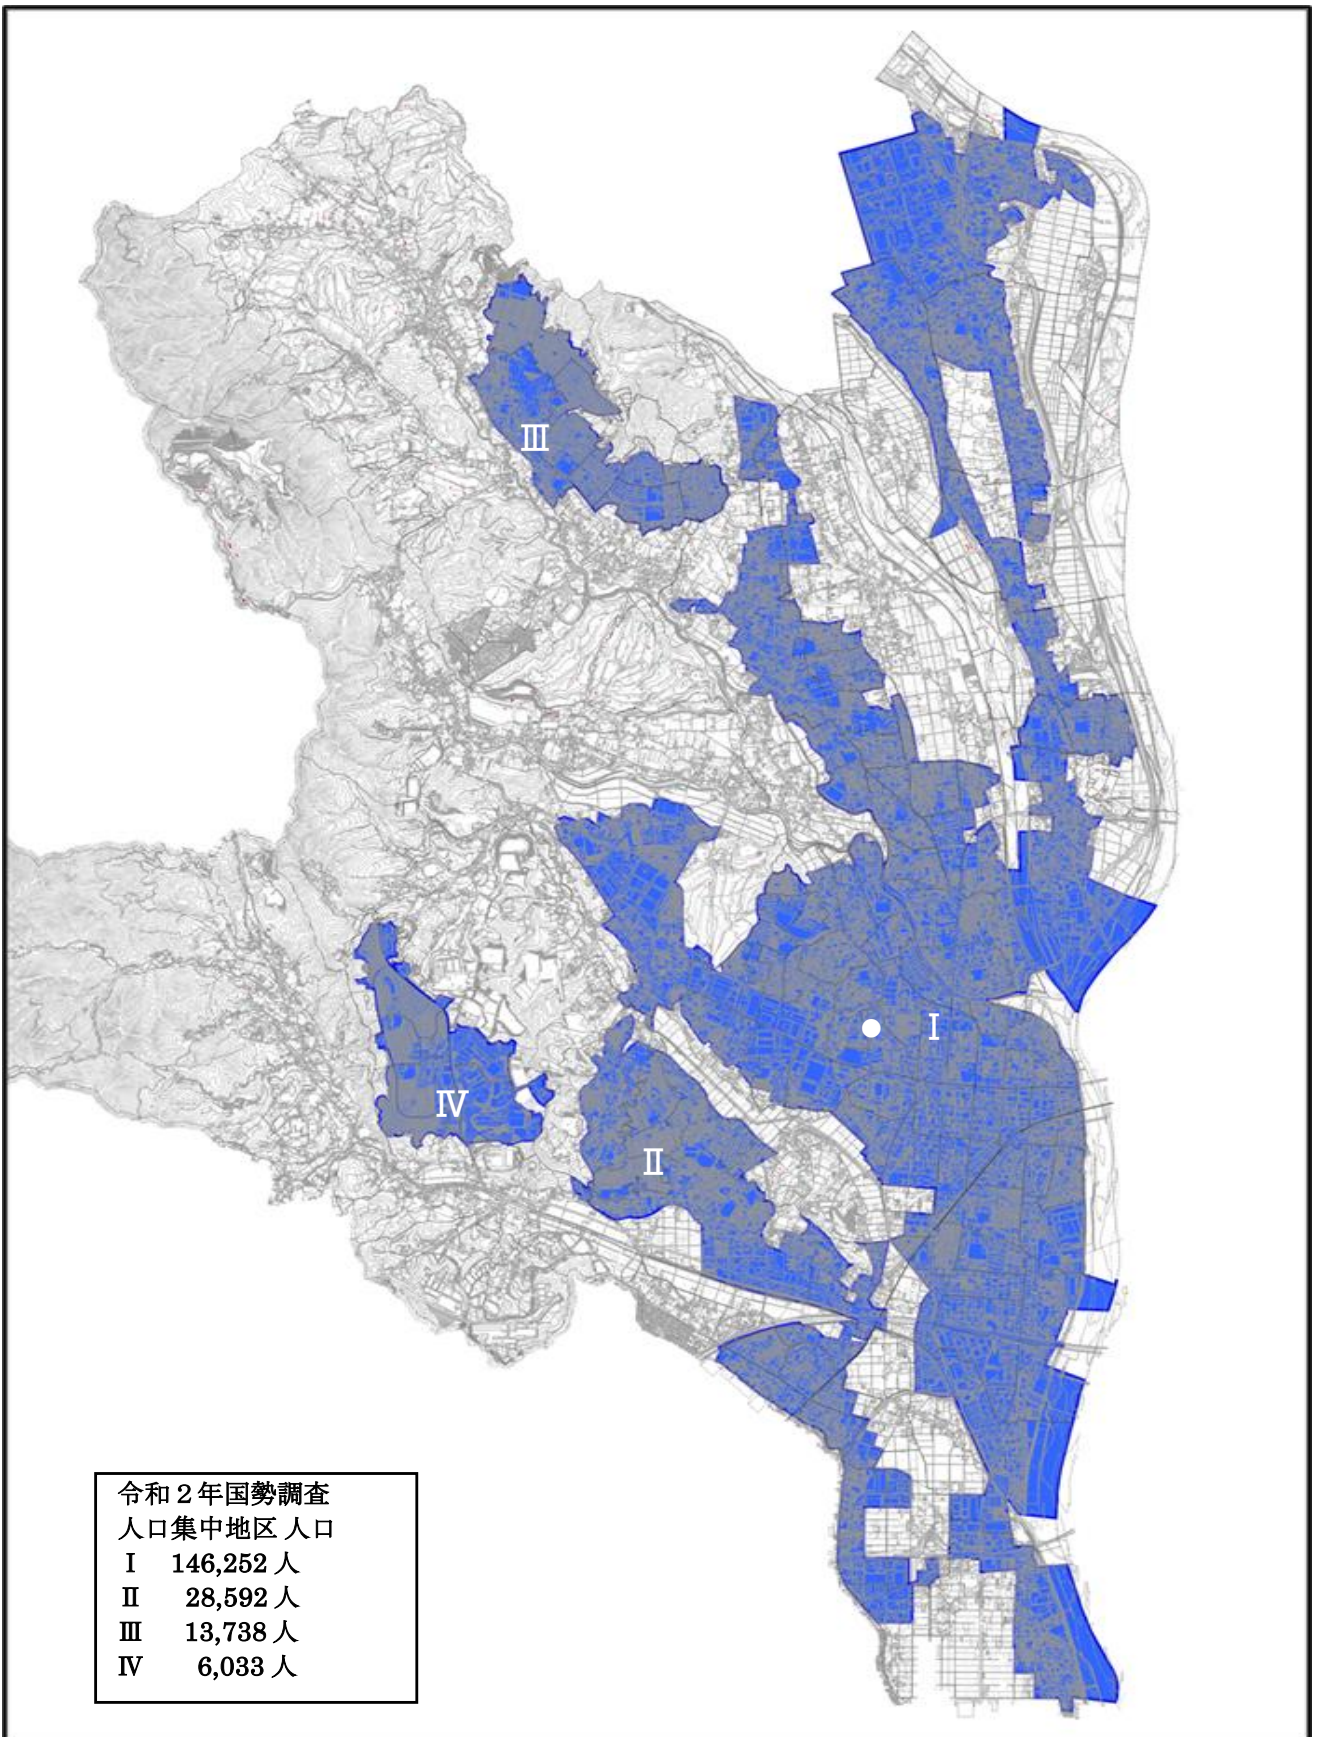 Ⅲ
Ⅰ
Ⅳ
Ⅱ
令和２年国勢調査
人口集中地区 人口
Ⅰ 146,252 人
Ⅱ 28,592 人
Ⅲ 13,738 人
Ⅳ 6,033 人